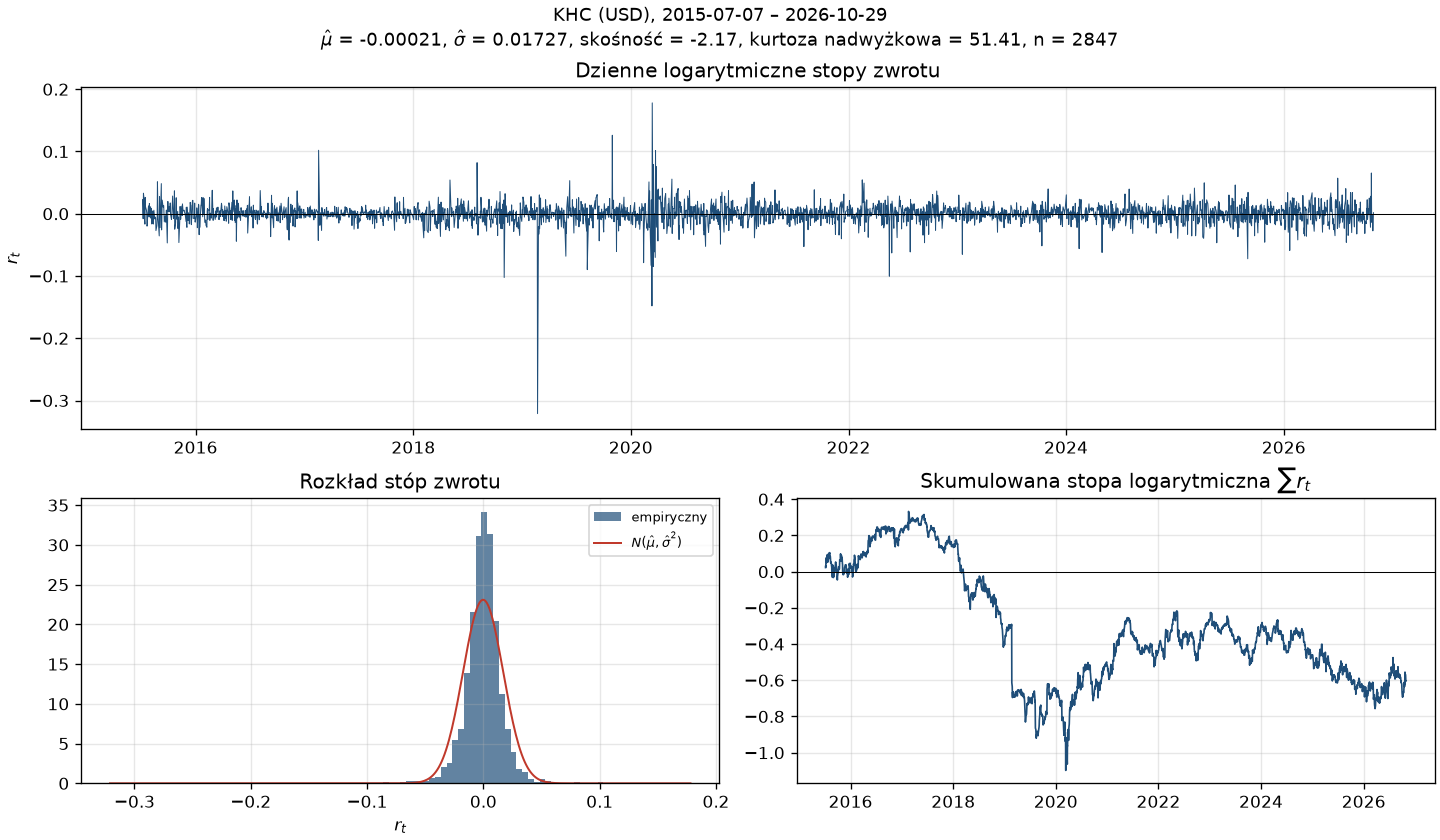 KHC (USD), 2015-07-07 – 2026-10-29
μ̂ = -0.00021, σ̂ = 0.01727, skośność = -2.17, kurtoza nadwyżkowa = 51.41, n = 2847
Dzienne logarytmiczne stopy zwrotu
0.2
0.1
0.0
−0.1
−0.2
−0.3
r_t
2016 2018 2020 2022 2024 2026
Rozkład stóp zwrotu
35
30
25
20
15
10
5
0
empiryczny
N(μ̂, σ̂²)
−0.3 −0.2 −0.1 0.0 0.1 0.2
r_t
Skumulowana stopa logarytmiczna ∑r_t
0.4
0.2
0.0
−0.2
−0.4
−0.6
−0.8
−1.0
2016 2018 2020 2022 2024 2026